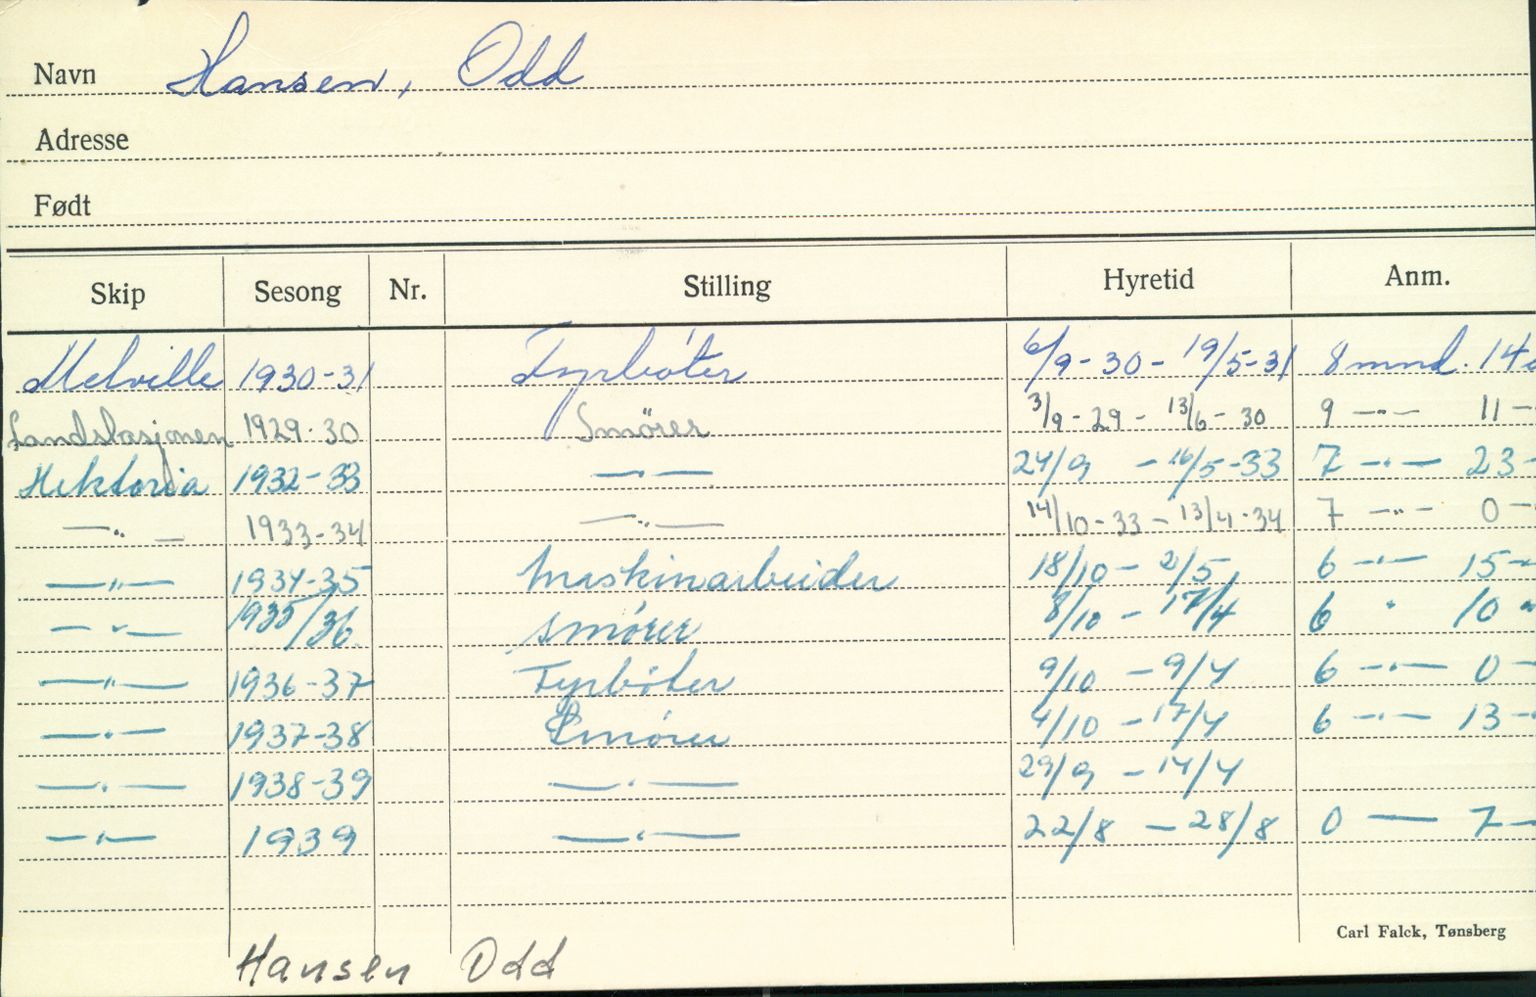 Navn Hansen, Odd
Adresse
Født
Skip Sesong Nr. Stilling Hyretid Anm.
Melville 1930-31 Fyrbøter 6/9-30 - 19/5-31 8 mnd. 14
Landstasjonen 1929-30 Smører 3/9-29 - 13/6-30 9 —"— 11 -
Hektoria 1932-33 —"— 24/9 - 16/5-33 7 —"— 23 -
—"— 1933-34 —"— 14/10-33 - 13/4-34 7 —"— 0 -
—"— 1934-35 Maskinarbeider 18/10 - 2/5 6 —"— 15 -
—"— 1935/36 smører 8/10 - 17/4 6 " 10 "
—"— 1936-37 Fyrbøter 9/10 - 9/4 6 —"— 0 -
—"— 1937-38 Smører 4/10 - 17/4 6 —"— 13 -
—"— 1938-39 —"— 29/9 - 14/4
—"— 1939 —"— 22/8 - 28/8 0 — 7 -
Carl Falck, Tønsberg
Hansen Odd